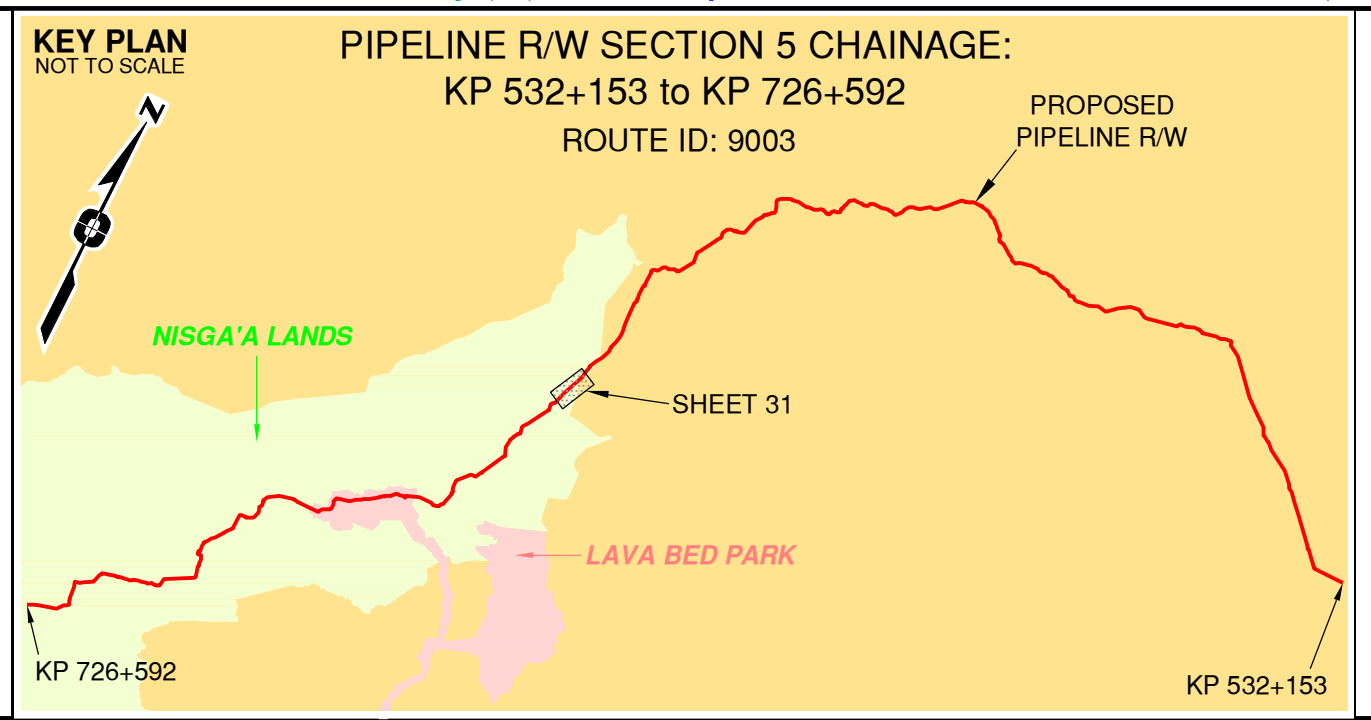 KEY PLAN
NOT TO SCALE
PIPELINE R/W SECTION 5 CHAINAGE:
KP 532+153 to KP 726+592
ROUTE ID: 9003
PROPOSED
PIPELINE R/W
N
NISGA'A LANDS
SHEET 31
LAVA BED PARK
KP 726+592
KP 532+153